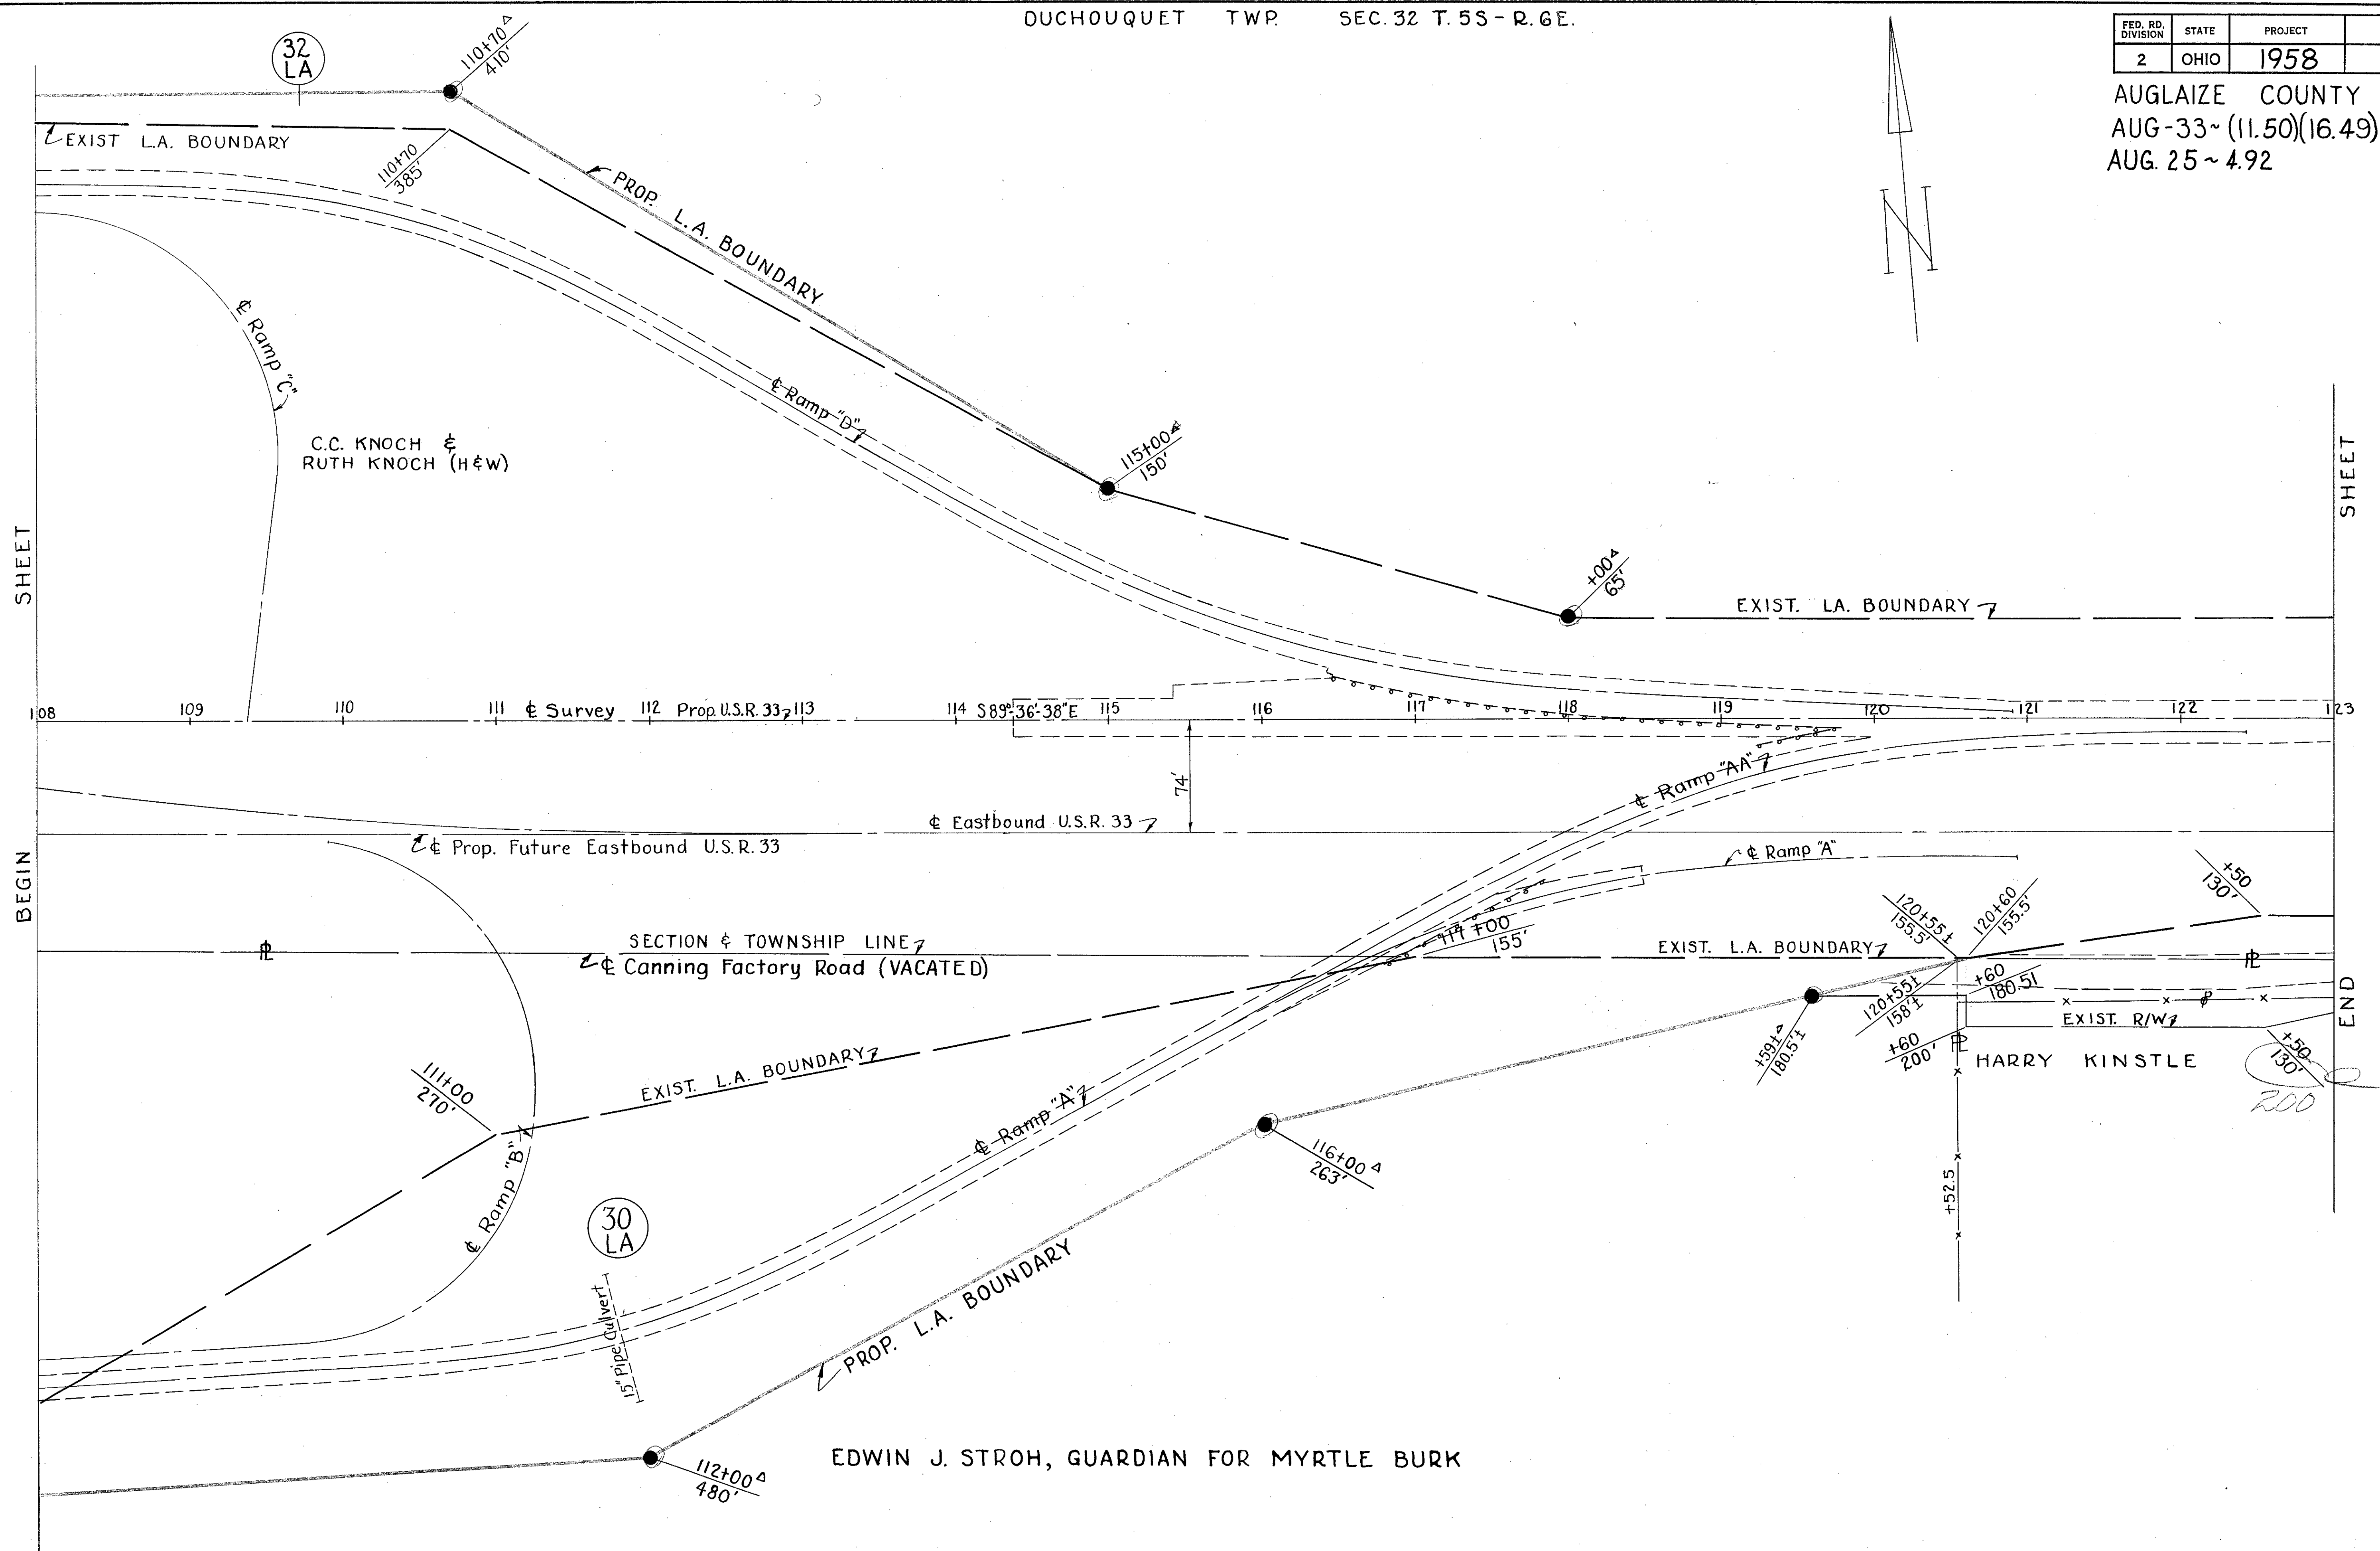 DUCHOUQUET TWP. SEC. 32 T. 5S - R. 6E.
FED. RD. DIVISION STATE PROJECT
2 OHIO 1958
AUGLAIZE COUNTY
AUG-33~(11.50)(16.49)
AUG. 25~4.92
32
LA
110+70 Δ
410'
EXIST L.A. BOUNDARY
110+70
385'
PROP. L.A. BOUNDARY
N
℄ Ramp "C"
℄ Ramp "D"
C.C. KNOCH &
RUTH KNOCH (H&W)
115+00 Δ
150'
+00 Δ
65'
EXIST. LA. BOUNDARY
SHEET
SHEET
108 109 110 111 ℄ Survey 112 Prop. U.S.R. 33 113 114 S 89°-36'-38"E 115 116 117 118 119 120 121 122 123
74'
℄ Ramp "AA"
℄ Eastbound U.S.R. 33
℄ Prop. Future Eastbound U.S.R. 33
℄ Ramp "A"
BEGIN
+50
130'
120+55±
155.5'
120+60
155.5'
117+00
155'
SECTION & TOWNSHIP LINE
EXIST. L.A. BOUNDARY
℄ Canning Factory Road (VACATED)
PL
PL
+60
180.51
120+55±
158'±
P
EXIST. R/W
END
+59± Δ
180.5'±
+60
200'
PL
HARRY KINSTLE
+50
130'
200
EXIST. L.A. BOUNDARY
111+00
270'
℄ Ramp "A"
116+00 Δ
263'
℄ Ramp "B"
+52.5
30
LA
15" Pipe Culvert
PROP. L.A. BOUNDARY
EDWIN J. STROH, GUARDIAN FOR MYRTLE BURK
112+00 Δ
480'